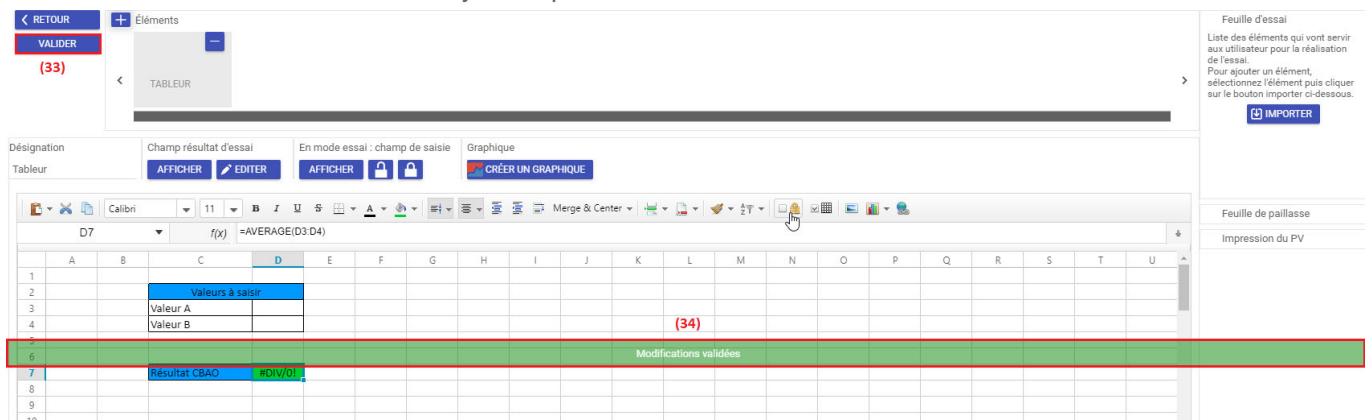 RETOUR
VALIDER
(33)
Éléments
TABLEUR
Feuille d'essai
Liste des éléments qui vont servir
aux utilisateur pour la réalisation
de l'essai.
Pour ajouter un élément,
sélectionnez l'élément puis cliquer
sur le bouton importer ci-dessous.
IMPORTER
Désignation
Tableur
Champ résultat d'essai
AFFICHER EDITER
En mode essai : champ de saisie
AFFICHER
Graphique
CRÉER UN GRAPHIQUE
Calibri 11 B I U S A Merge & Center
D7 f(x) =AVERAGE(D3:D4)
Feuille de paillasse
Impression du PV
A B C D E F G H I J K L M N O P Q R S T U
1
2 Valeurs à saisir
3 Valeur A
4 Valeur B
(34)
5
6 Modifications validées
7 Résultat CBAO #DIV/0!
8
9
10